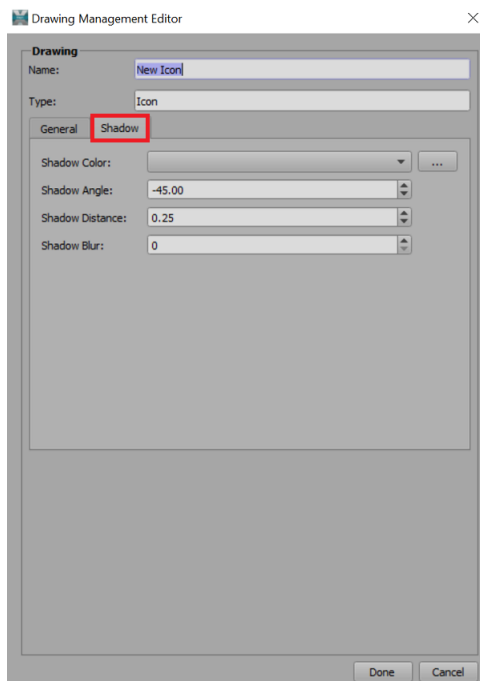 Drawing Management Editor
Drawing
Name: New Icon
Type: Icon
General Shadow
Shadow Color: ...
Shadow Angle: -45.00
Shadow Distance: 0.25
Shadow Blur: 0
Done Cancel